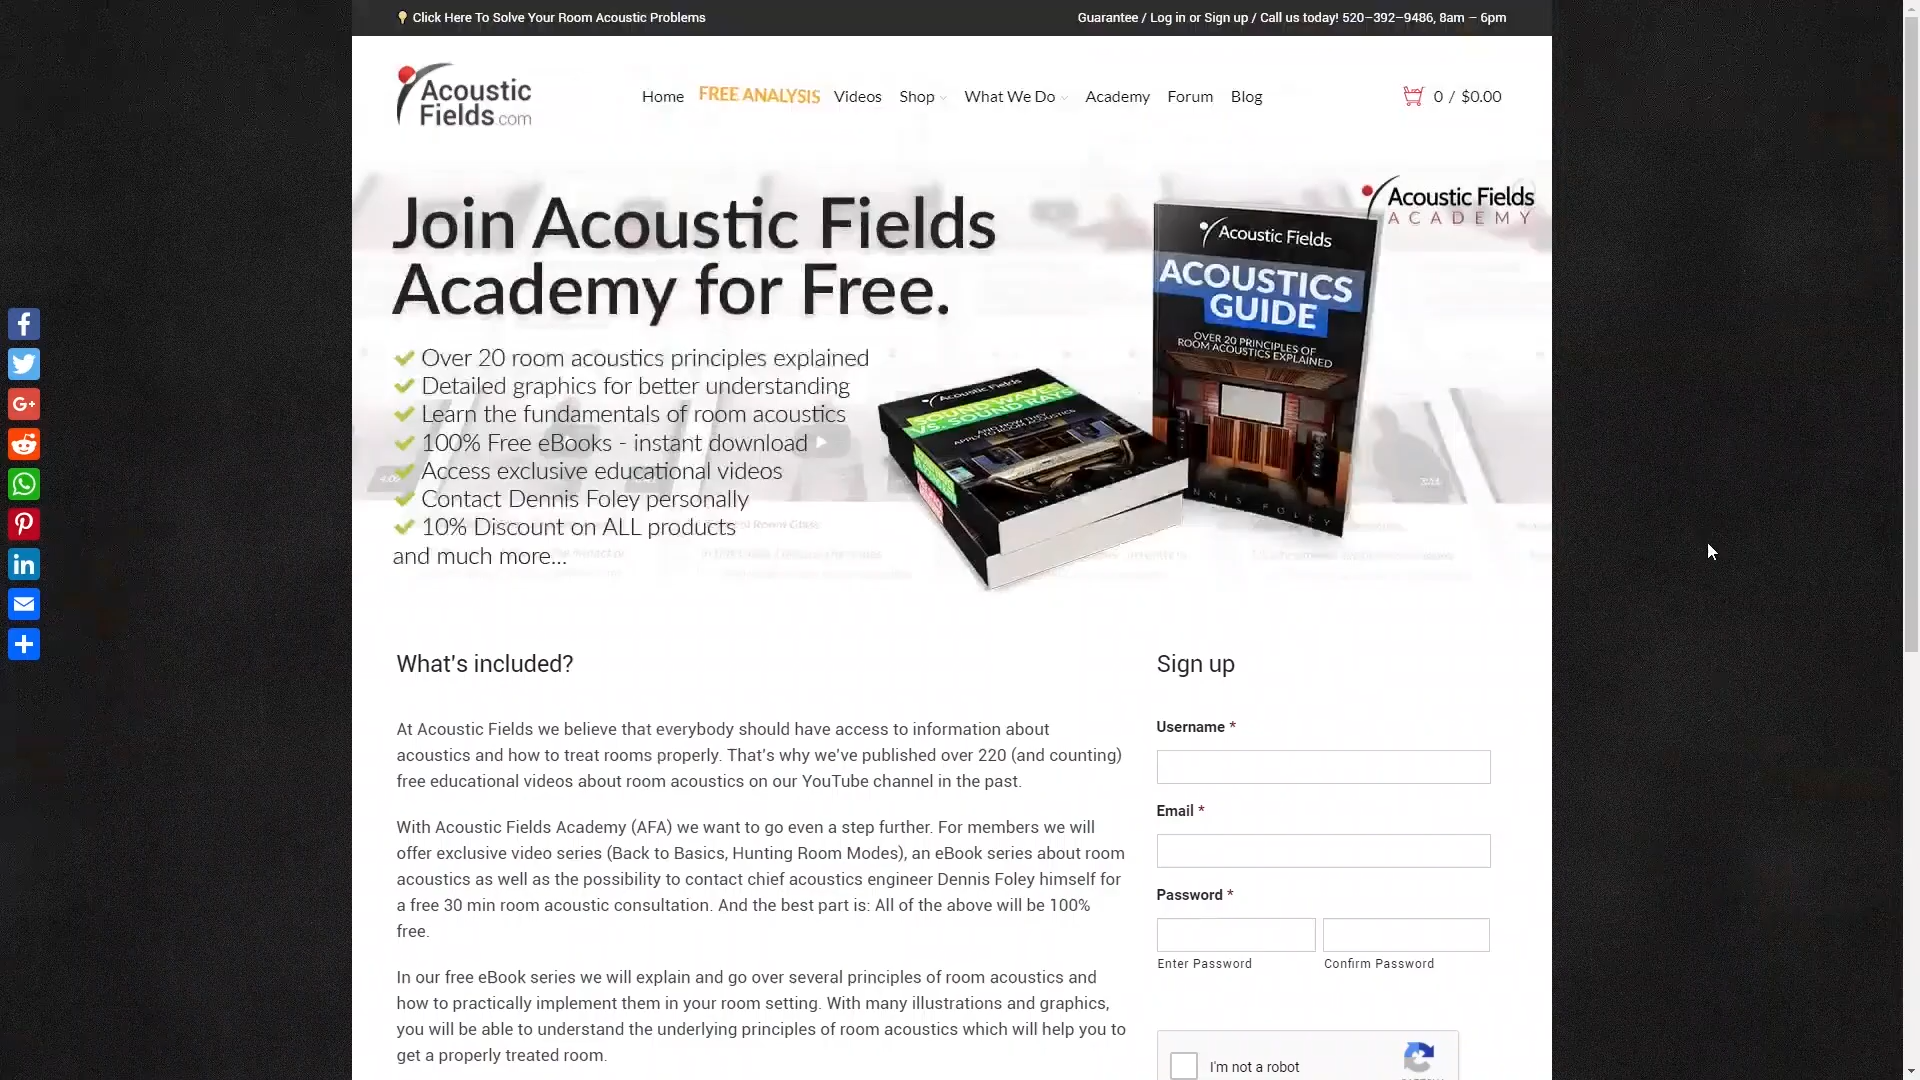 Click Here To Solve Your Room Acoustic Problems
Guarantee / Log in or Sign up / Call us today! 520–392–9486, 8am – 6pm
Acoustic
Fields.com
Home
FREE ANALYSIS
Videos
Shop
What We Do
Academy
Forum
Blog
0 / $0.00
Join Acoustic Fields
Academy for Free.
Over 20 room acoustics principles explained
Detailed graphics for better understanding
Learn the fundamentals of room acoustics
100% Free eBooks - instant download
Access exclusive educational videos
Contact Dennis Foley personally
10% Discount on ALL products
and much more...
Acoustic Fields
SOUND WAVES
VS. SOUND RAYS
AND HOW THEY
APPLY TO ROOM ACOUSTICS
Acoustic Fields
ACOUSTICS
GUIDE
OVER 20 PRINCIPLES OF
ROOM ACOUSTICS EXPLAINED
Acoustic Fields
ACADEMY
What's included?
At Acoustic Fields we believe that everybody should have access to information about
acoustics and how to treat rooms properly. That's why we've published over 220 (and counting)
free educational videos about room acoustics on our YouTube channel in the past.
With Acoustic Fields Academy (AFA) we want to go even a step further. For members we will
offer exclusive video series (Back to Basics, Hunting Room Modes), an eBook series about room
acoustics as well as the possibility to contact chief acoustics engineer Dennis Foley himself for
a free 30 min room acoustic consultation. And the best part is: All of the above will be 100%
free.
In our free eBook series we will explain and go over several principles of room acoustics and
how to practically implement them in your room setting. With many illustrations and graphics,
you will be able to understand the underlying principles of room acoustics which will help you to
get a properly treated room.
Sign up
Username *
Email *
Password *
Enter Password
Confirm Password
I'm not a robot